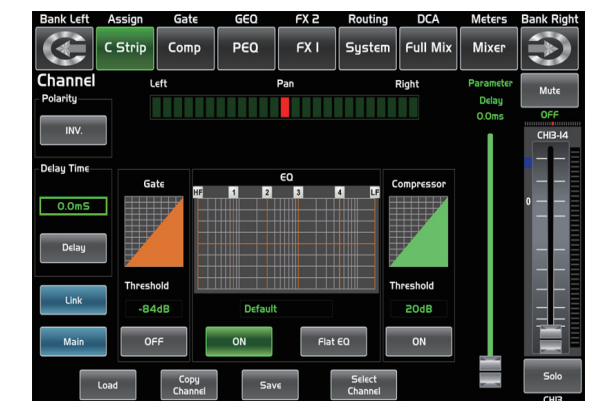 Bank Left Assign Gate GEQ FX 2 Routing DCA Meters Bank Right
C Strip Comp PEQ FX 1 System Full Mix Mixer
Channel Left Pan Right Parameter
Delay
0.0ms
Mute
OFF
Polarity
INV.
CH13-14
Delay Time
0.0mS
Delay
Gate
EQ
Compressor
HF 1 2 3 4 LF
0
Threshold
-84dB
Default
Threshold
20dB
Link
Main
OFF
ON
Flat EQ
ON
Load
Copy
Channel
Save
Select
Channel
Solo
CH13